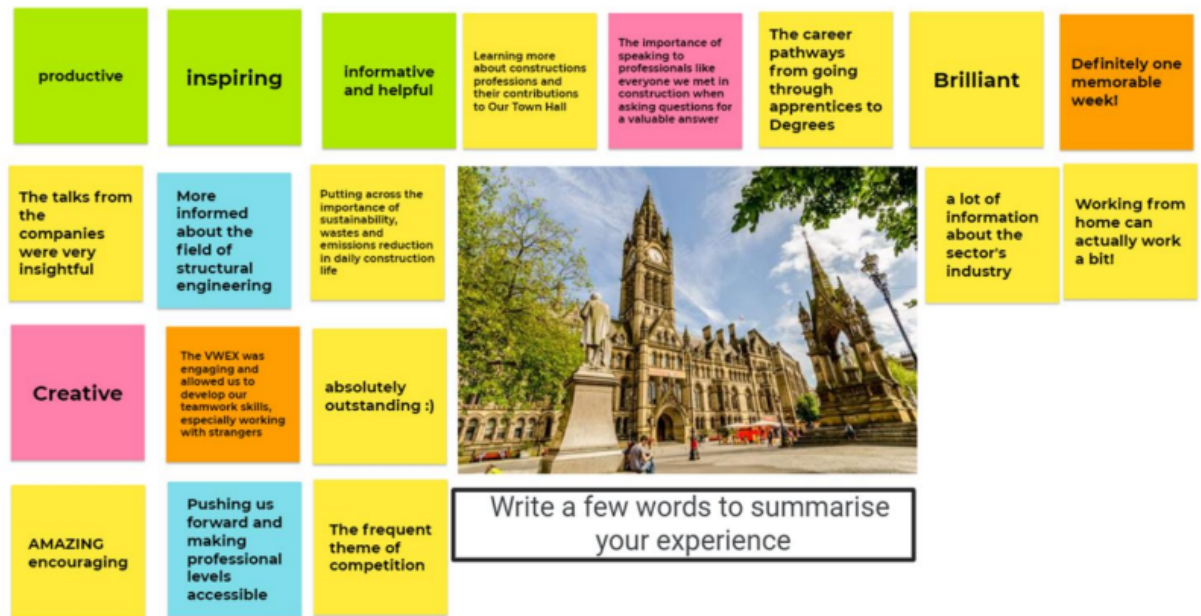 productive
inspiring
informative
and helpful
Learning more
about constructions
professions and
their contributions
to Our Town Hall
The importance of
speaking to
professionals like
everyone we met in
construction when
asking questions for
a valuable answer
The career
pathways
from going
through
apprentices to
Degrees
Brilliant
Definitely one
memorable
week!
The talks from
the
companies
were very
insightful
More
informed
about the
field of
structural
engineering
Putting across the
importance of
sustainability,
wastes and
emissions reduction
in daily construction
life
a lot of
information
about the
sector's
industry
Working from
home can
actually work
a bit!
Creative
The VWEX was
engaging and
allowed us to
develop our
teamwork skills,
especially working
with strangers
absolutely
outstanding :)
AMAZING
encouraging
Pushing us
forward and
making
professional
levels
accessible
The frequent
theme of
competition
Write a few words to summarise
your experience